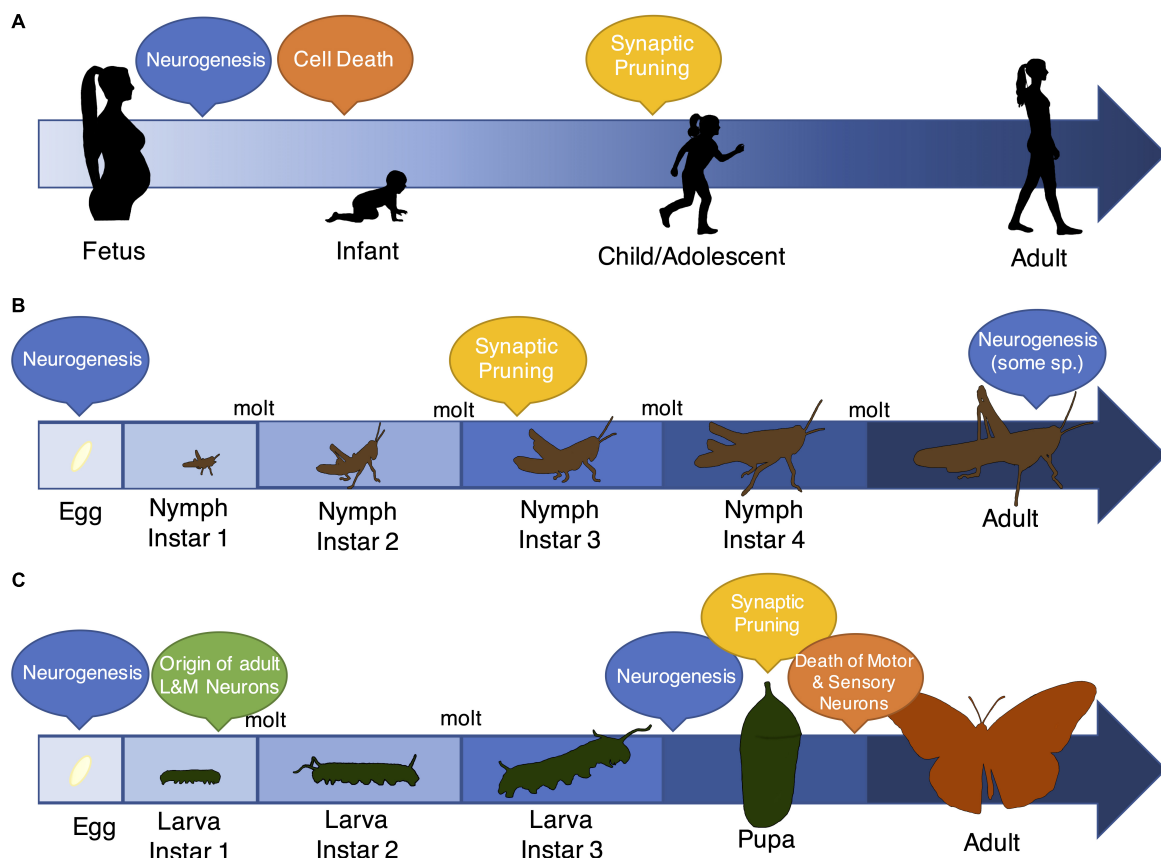 A
Neurogenesis
Cell Death
Synaptic
Pruning
Fetus
Infant
Child/Adolescent
Adult
B
Neurogenesis
Synaptic
Pruning
Neurogenesis
(some sp.)
molt
molt
molt
molt
Egg
Nymph
Instar 1
Nymph
Instar 2
Nymph
Instar 3
Nymph
Instar 4
Adult
C
Neurogenesis
Origin of adult
L&M Neurons
Neurogenesis
Synaptic
Pruning
Death of Motor
& Sensory
Neurons
molt
molt
Egg
Larva
Instar 1
Larva
Instar 2
Larva
Instar 3
Pupa
Adult